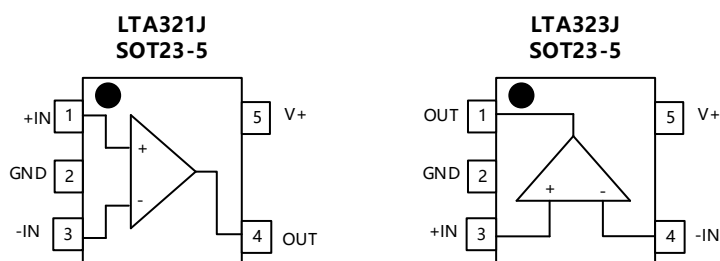 LTA321J
SOT23-5
+IN
1
GND
2
-IN
3
+
-
5
V+
4
OUT
LTA323J
SOT23-5
OUT
1
GND
2
+IN
3
+
-
5
V+
4
-IN